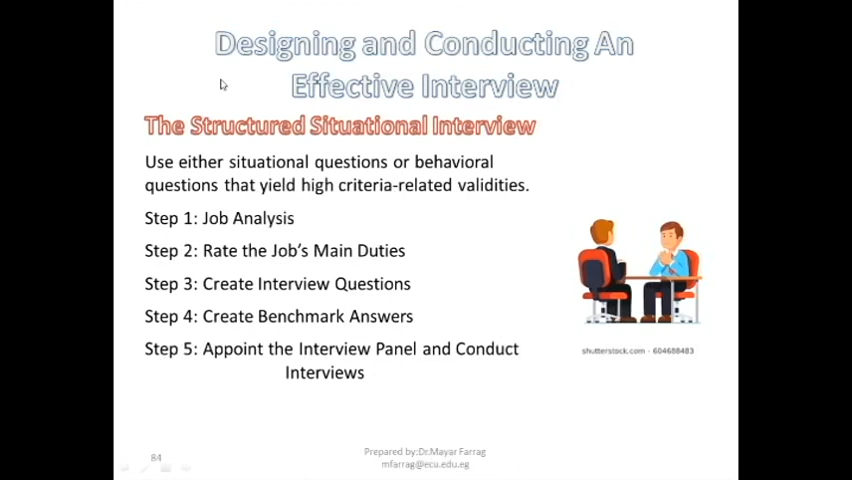 Designing and Conducting An
Effective Interview
The Structured Situational Interview
Use either situational questions or behavioral
questions that yield high criteria-related validities.
Step 1: Job Analysis
Step 2: Rate the Job's Main Duties
Step 3: Create Interview Questions
Step 4: Create Benchmark Answers
Step 5: Appoint the Interview Panel and Conduct
Interviews
shutterstock.com - 604688483
84
Prepared by:Dr.Mayar Farrag
mfarrag@ecu.edu.eg